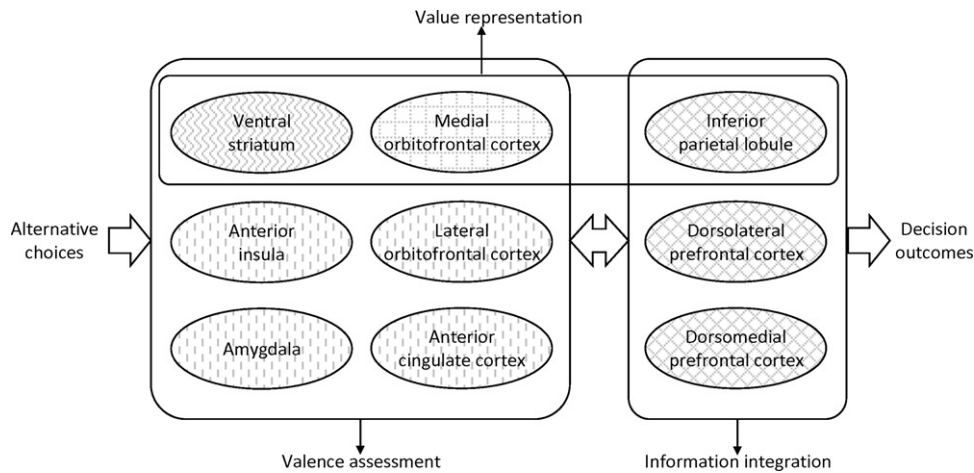 Value representation
Ventral
striatum
Medial
orbitofrontal cortex
Inferior
parietal lobule
Alternative
choices
Anterior
insula
Lateral
orbitofrontal cortex
Dorsolateral
prefrontal cortex
Decision
outcomes
Amygdala
Anterior
cingulate cortex
Dorsomedial
prefrontal cortex
Valence assessment
Information integration